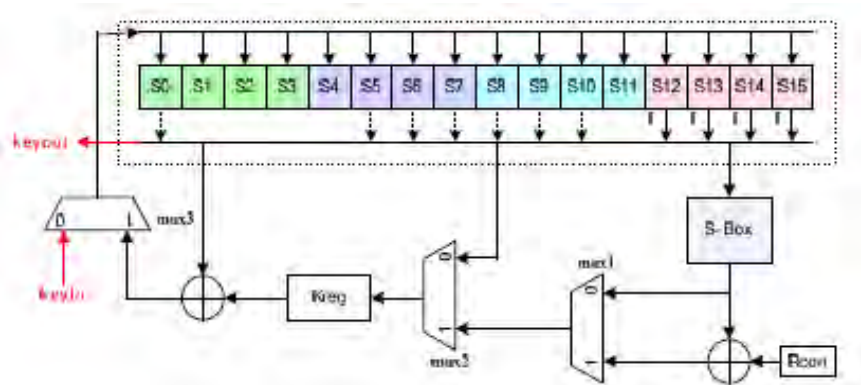 S0 S1 S2 S3 S4 S5 S6 S7 S8 S9 S10 S11 S12 S13 S14 S15
keyout
0 1 mux3
S-Box
mux1
0
0
keyin
Kreg
1
1
mux2
Rcon